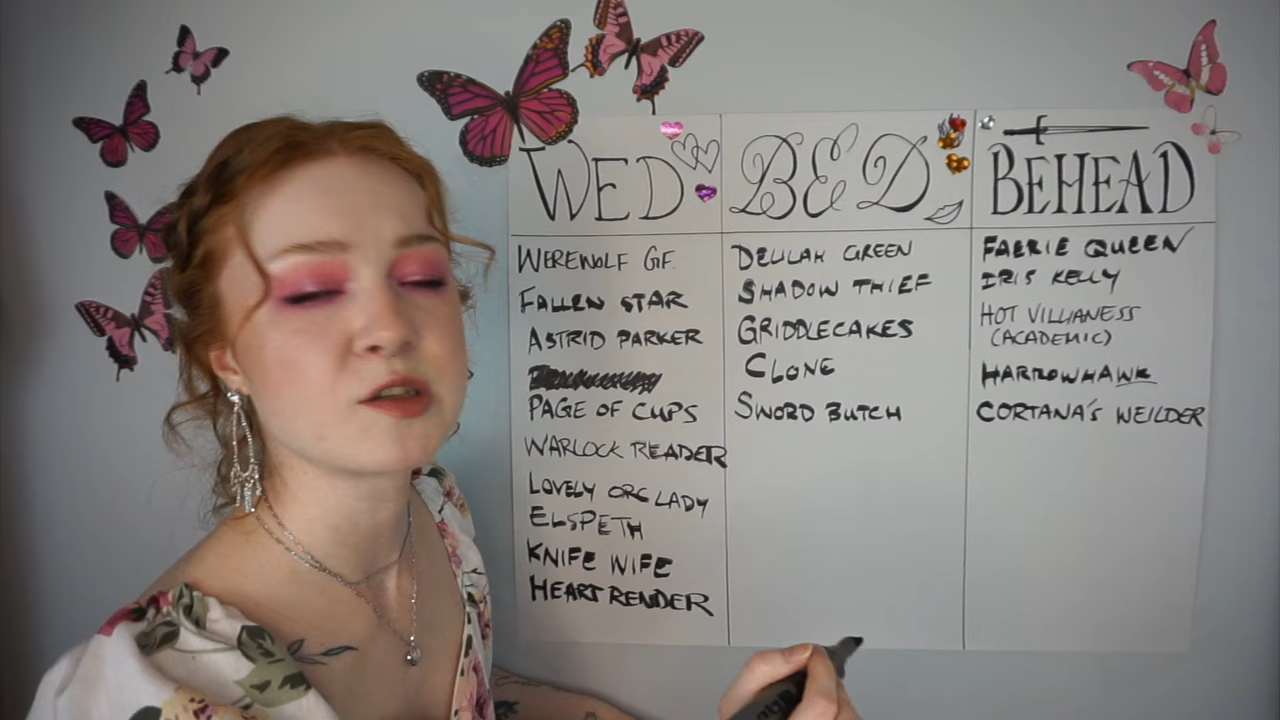 WED
BED
BEHEAD
WEREWOLF GF.
FALLEN STAR
ASTRID PARKER
PAGE OF CUPS
WARLOCK READER
LOVELY ORC LADY
ELSPETH
KNIFE WIFE
HEART RENDER
DELILAH GREEN
SHADOW THIEF
GRIDDLECAKES
CLONE
SWORD BUTCH
FAERIE QUEEN
IRIS KELLY
HOT VILLIANESS
(ACADEMIC)
HARROWHAWK
CORTANA'S WEILDER